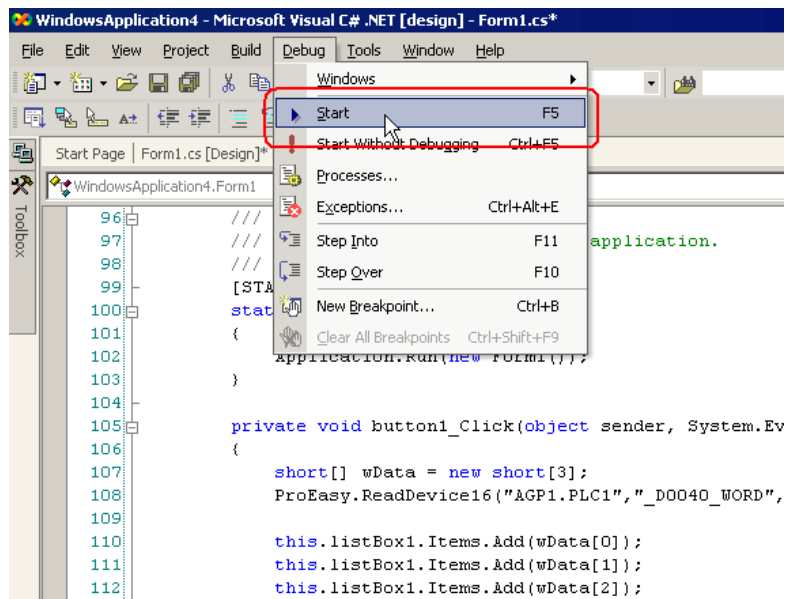 WindowsApplication4 - Microsoft Visual C# .NET [design] - Form1.cs*
File Edit View Project Build Debug Tools Window Help
Windows
Start F5
Start Without Debugging Ctrl+F5
Start Page Form1.cs [Design]*
Processes...
WindowsApplication4.Form1
Exceptions... Ctrl+Alt+E
Toolbox
96 ///
97 /// Step Into F11 application.
98 /// Step Over F10
99 [STA
100 stat New Breakpoint... Ctrl+B
101 { Clear All Breakpoints Ctrl+Shift+F9
102 Application.Run(new Form1());
103 }
104
105 private void button1_Click(object sender, System.Ev
106 {
107 short[] wData = new short[3];
108 ProEasy.ReadDevice16("AGP1.PLC1","_D0040_WORD",
109
110 this.listBox1.Items.Add(wData[0]);
111 this.listBox1.Items.Add(wData[1]);
112 this.listBox1.Items.Add(wData[2]);